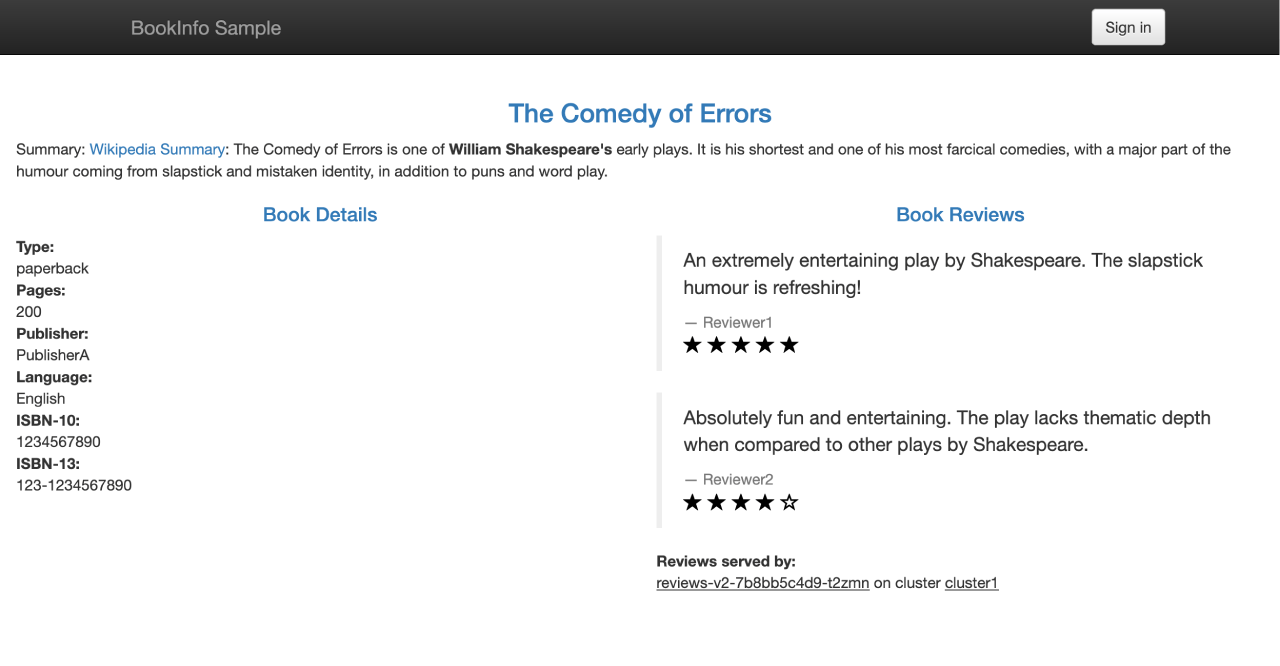 BookInfo Sample
Sign in
The Comedy of Errors
Summary: Wikipedia Summary: The Comedy of Errors is one of William Shakespeare's early plays. It is his shortest and one of his most farcical comedies, with a major part of the
humour coming from slapstick and mistaken identity, in addition to puns and word play.
Book Details
Type:
paperback
Pages:
200
Publisher:
PublisherA
Language:
English
ISBN-10:
1234567890
ISBN-13:
123-1234567890
Book Reviews
An extremely entertaining play by Shakespeare. The slapstick
humour is refreshing!
— Reviewer1
★★★★★
Absolutely fun and entertaining. The play lacks thematic depth
when compared to other plays by Shakespeare.
— Reviewer2
★★★★☆
Reviews served by:
reviews-v2-7b8bb5c4d9-t2zmn on cluster cluster1